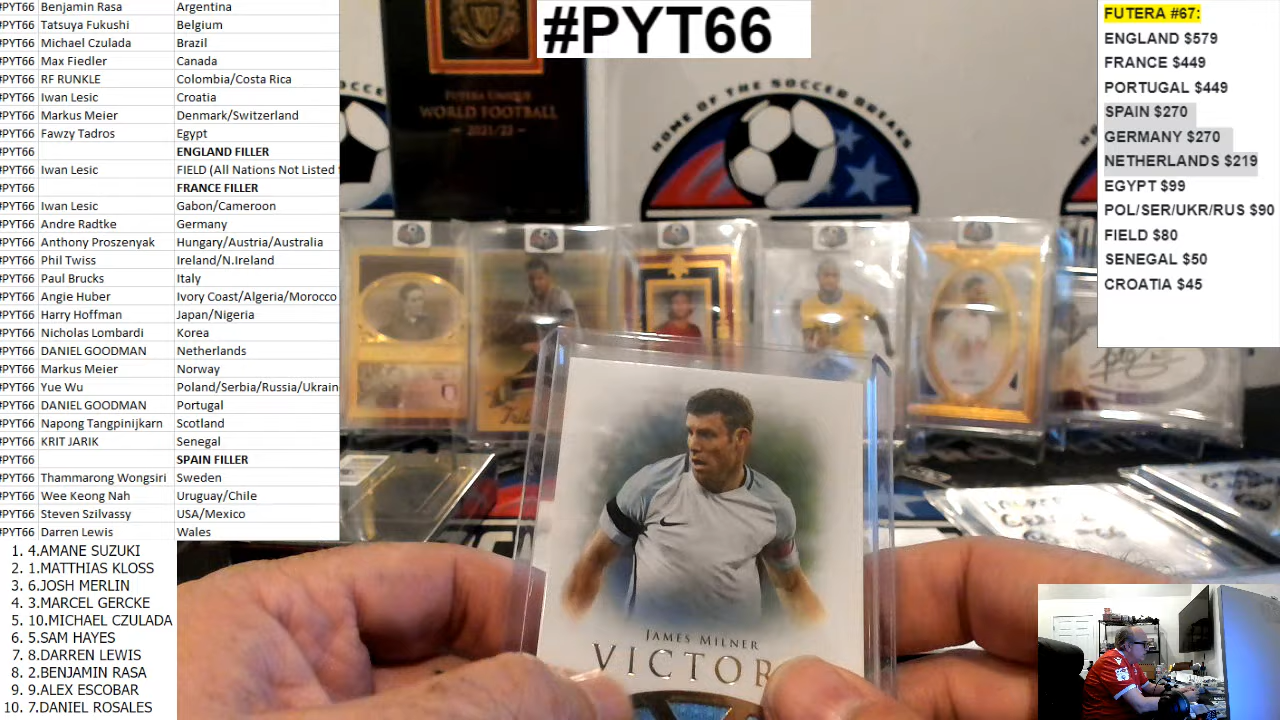 #PYT66 Benjamin Rasa Argentina
#PYT66 Tatsuya Fukushi Belgium
#PYT66 Michael Czulada Brazil
#PYT66 Max Fiedler Canada
#PYT66 RF RUNKLE Colombia/Costa Rica
#PYT66 Iwan Lesic Croatia
#PYT66 Markus Meier Denmark/Switzerland
#PYT66 Fawzy Tadros Egypt
#PYT66 ENGLAND FILLER
#PYT66 Iwan Lesic FIELD (All Nations Not Listed
#PYT66 FRANCE FILLER
#PYT66 Iwan Lesic Gabon/Cameroon
#PYT66 Andre Radtke Germany
#PYT66 Anthony Proszenyak Hungary/Austria/Australia
#PYT66 Phil Twiss Ireland/N.Ireland
#PYT66 Paul Brucks Italy
#PYT66 Angie Huber Ivory Coast/Algeria/Morocco
#PYT66 Harry Hoffman Japan/Nigeria
#PYT66 Nicholas Lombardi Korea
#PYT66 DANIEL GOODMAN Netherlands
#PYT66 Markus Meier Norway
#PYT66 Yue Wu Poland/Serbia/Russia/Ukrain
#PYT66 DANIEL GOODMAN Portugal
#PYT66 Napong Tangpinijkarn Scotland
#PYT66 KRIT JARIK Senegal
#PYT66 SPAIN FILLER
#PYT66 Thammarong Wongsiri Sweden
#PYT66 Wee Keong Nah Uruguay/Chile
#PYT66 Steven Szilvassy USA/Mexico
#PYT66 Darren Lewis Wales
1. 4.AMANE SUZUKI
2. 1.MATTHIAS KLOSS
3. 6.JOSH MERLIN
4. 3.MARCEL GERCKE
5. 10.MICHAEL CZULADA
6. 5.SAM HAYES
7. 8.DARREN LEWIS
8. 2.BENJAMIN RASA
9. 9.ALEX ESCOBAR
10. 7.DANIEL ROSALES
#PYT66
FUTERA UNIQUE
WORLD FOOTBALL
2021/22
HOME OF THE SOCCER BREAKS
JAMES MILNER
VICTOR
FUTERA #67:
ENGLAND $579
FRANCE $449
PORTUGAL $449
SPAIN $270
GERMANY $270
NETHERLANDS $219
EGYPT $99
POL/SER/UKR/RUS $90
FIELD $80
SENEGAL $50
CROATIA $45